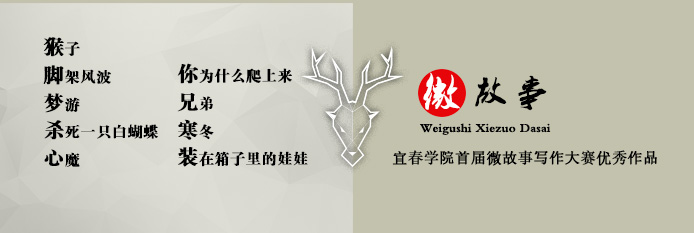 猴子
脚架风波
梦游
杀死一只白蝴蝶
心魔
你为什么爬上来
兄弟
寒冬
装在箱子里的娃娃
微故事
Weigushi Xiezuo Dasai
宜春学院首届微故事写作大赛优秀作品